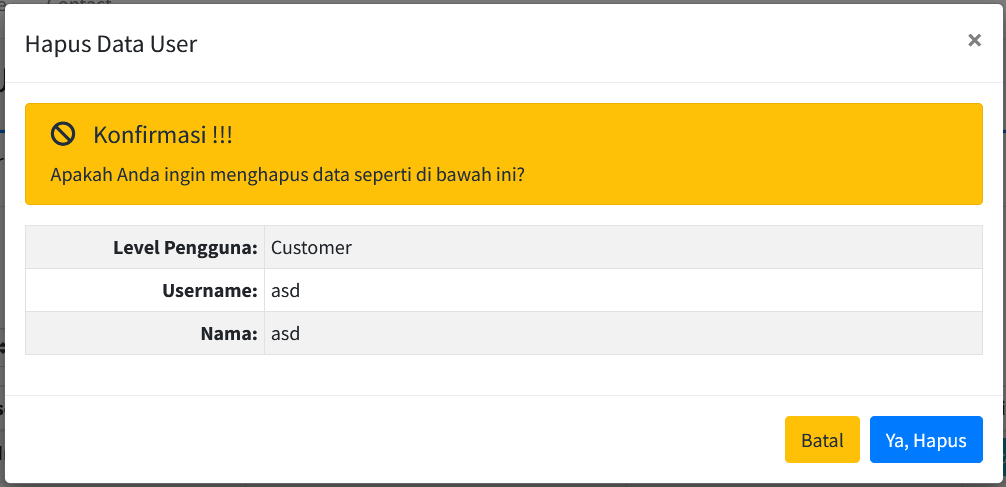 Contact
Hapus Data User
×
Konfirmasi !!!
Apakah Anda ingin menghapus data seperti di bawah ini?
Level Pengguna: Customer
Username: asd
Nama: asd
Batal
Ya, Hapus